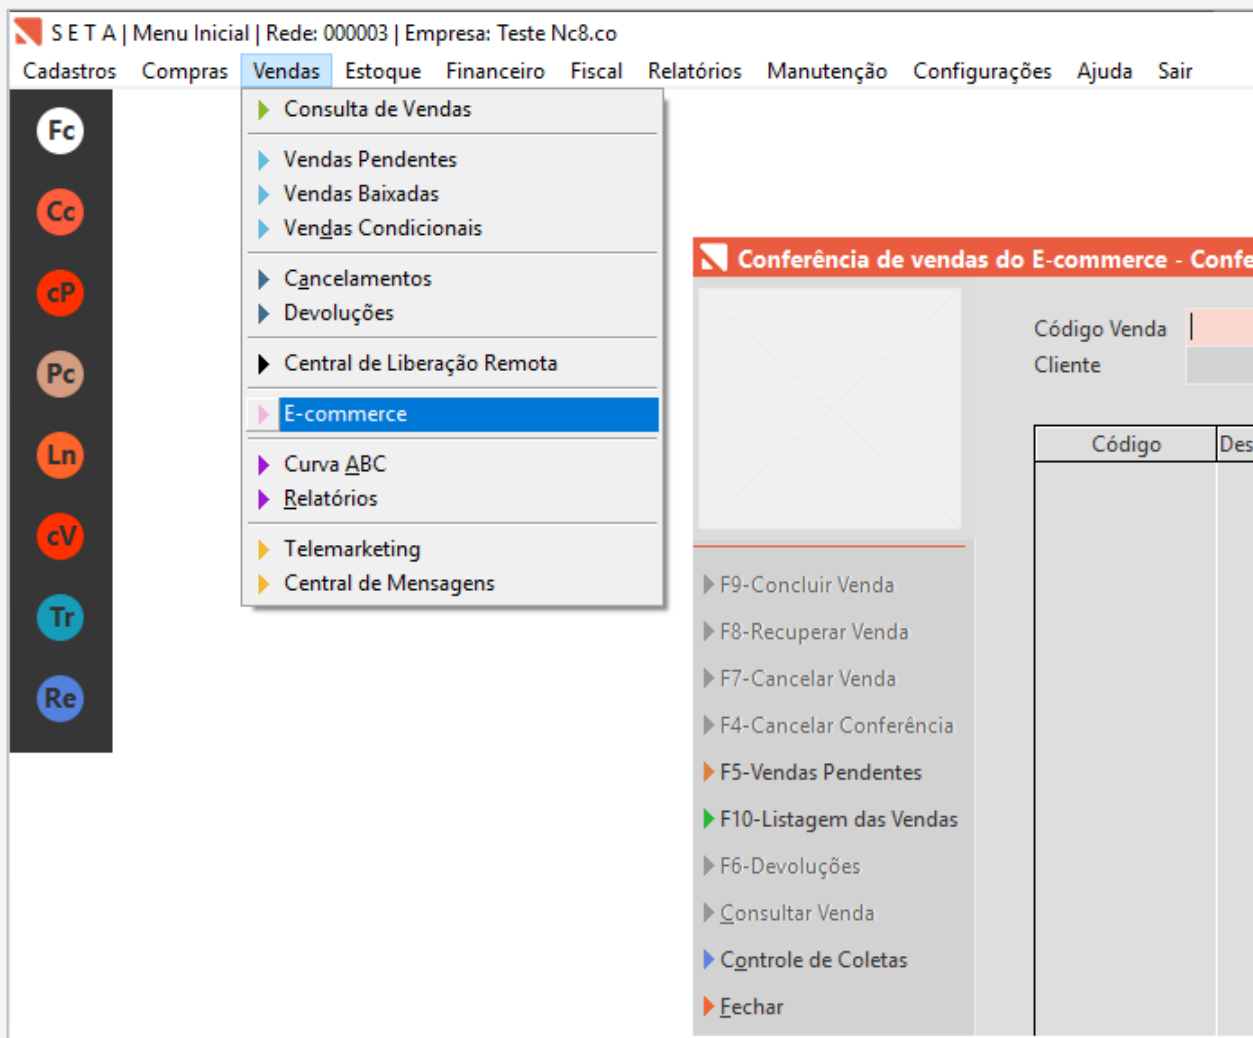 S E T A | Menu Inicial | Rede: 000003 | Empresa: Teste Nc8.co
Cadastros Compras Vendas Estoque Financeiro Fiscal Relatórios Manutenção Configurações Ajuda Sair
Fc
Cc
cP
Pc
Ln
cV
Tr
Re
Consulta de Vendas
Vendas Pendentes
Vendas Baixadas
Vendas Condicionais
Cancelamentos
Devoluções
Central de Liberação Remota
E-commerce
Curva ABC
Relatórios
Telemarketing
Central de Mensagens
Conferência de vendas do E-commerce - Confe
Código Venda
Cliente
Código Des
F9-Concluir Venda
F8-Recuperar Venda
F7-Cancelar Venda
F4-Cancelar Conferência
F5-Vendas Pendentes
F10-Listagem das Vendas
F6-Devoluções
Consultar Venda
Controle de Coletas
Fechar